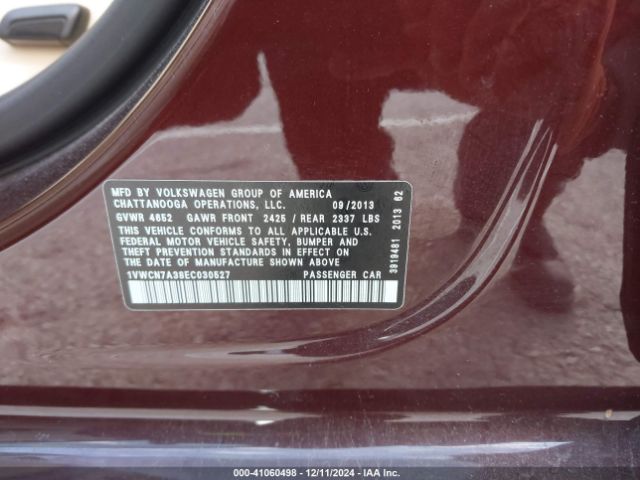 MFD BY VOLKSWAGEN GROUP OF AMERICA
CHATTANOOGA OPERATIONS, LLC. 09/2013
GVWR 4652 GAWR FRONT 2425 / REAR 2337 LBS
THIS VEHICLE CONFORMS TO ALL APPLICABLE U.S.
FEDERAL MOTOR VEHICLE SAFETY, BUMPER AND
THEFT PREVENTION STANDARDS IN EFFECT ON
THE DATE OF MANUFACTURE SHOWN ABOVE.
1VWCN7A38EC030527 PASSENGER CAR
3919481 2013 62
000-41060498 - 12/11/2024 - IAA Inc.